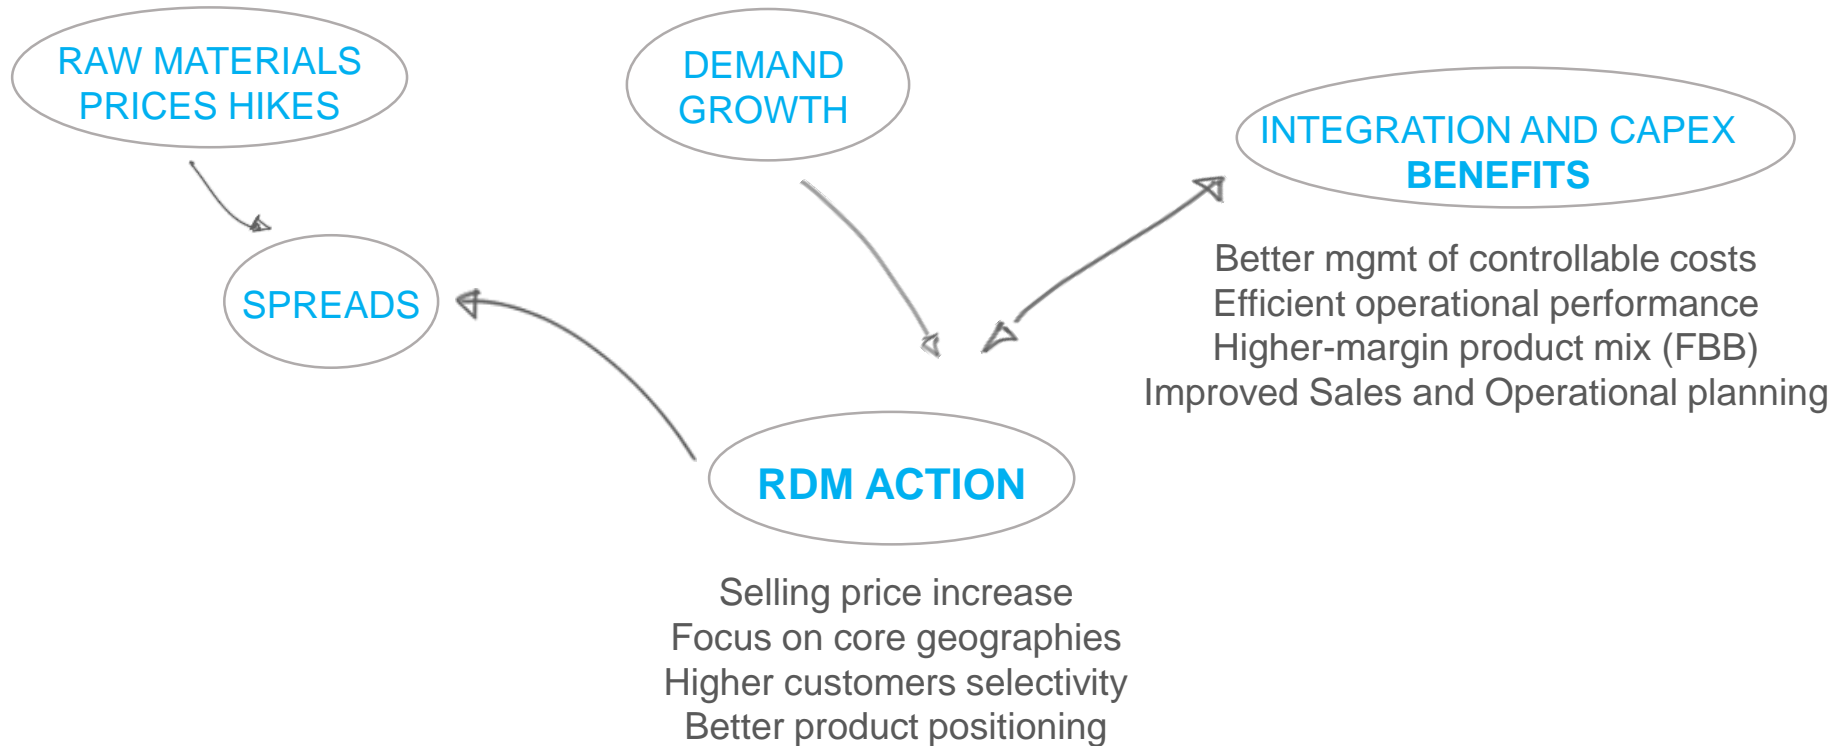 RAW MATERIALS
PRICES HIKES
DEMAND
GROWTH
INTEGRATION AND CAPEX
BENEFITS
Better mgmt of controllable costs
Efficient operational performance
Higher-margin product mix (FBB)
Improved Sales and Operational planning
SPREADS
RDM ACTION
Selling price increase
Focus on core geographies
Higher customers selectivity
Better product positioning